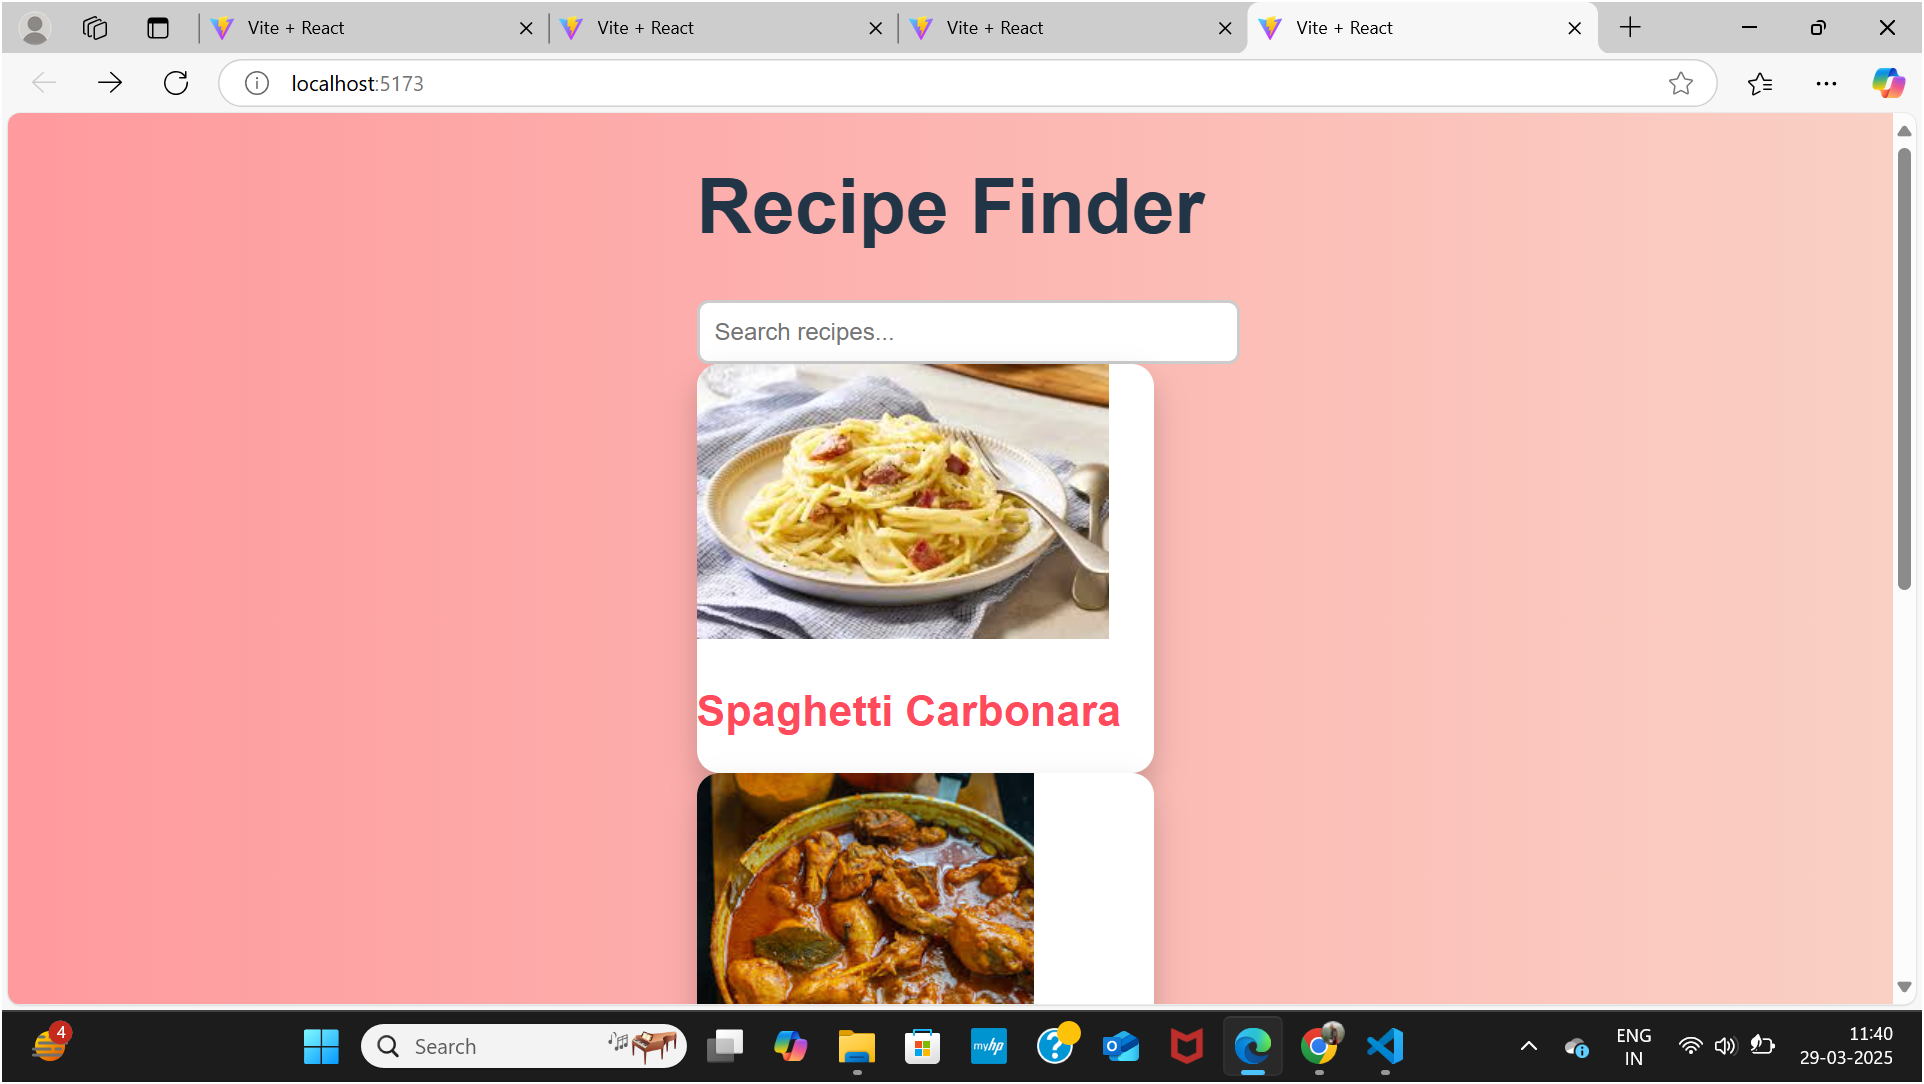 Vite + React
Vite + React
Vite + React
Vite + React
localhost:5173
Recipe Finder
Search recipes...
Spaghetti Carbonara
4
Search
myhp
ENG
IN
11:40
29-03-2025